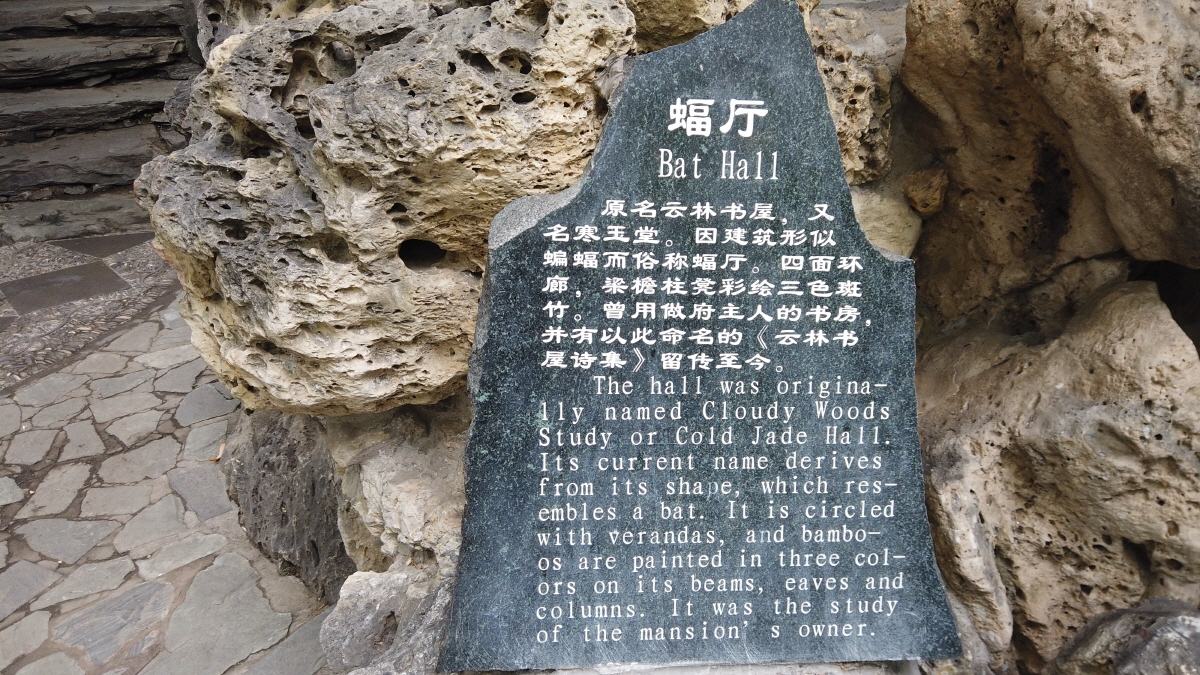 蝠厅
Bat Hall
原名云林书屋，又
名寒玉堂。因建筑形似
蝙蝠而俗称蝠厅。四面环
廊，梁檐柱凳彩绘三色斑
竹。曾用做府主人的书房，
并有以此命名的《云林书
屋诗集》留传至今。
The hall was origina-
lly named Cloudy Woods
Study or Cold Jade Hall.
Its current name derives
from its shape, which res-
embles a bat. It is circled
with verandas, and bambo-
os are painted in three col-
ors on its beams, eaves and
columns. It was the study
of the mansion's owner.